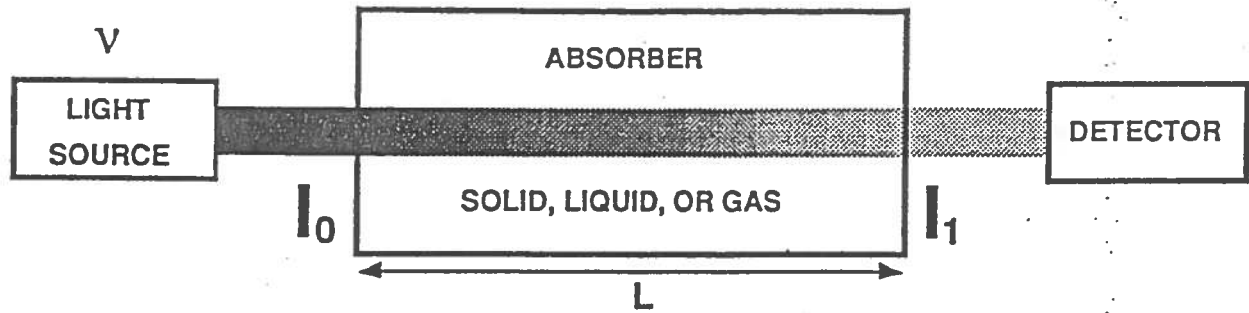 ν
LIGHT
SOURCE
ABSORBER
DETECTOR
I₀
SOLID, LIQUID, OR GAS
I₁
L